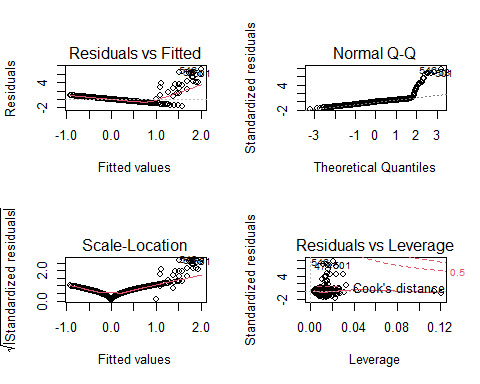 Residuals vs Fitted
Residuals
4
-2
-1.0 0.0 1.0 2.0
Fitted values
Normal Q-Q
Standardized residuals
4
-2
-3 -2 -1 0 1 2 3
Theoretical Quantiles
Scale-Location
√|Standardized residuals|
2.0
0.0
-1.0 0.0 1.0 2.0
Fitted values
Residuals vs Leverage
Standardized residuals
4
-2
Cook's distance
0.5
0.00 0.04 0.08 0.12
Leverage